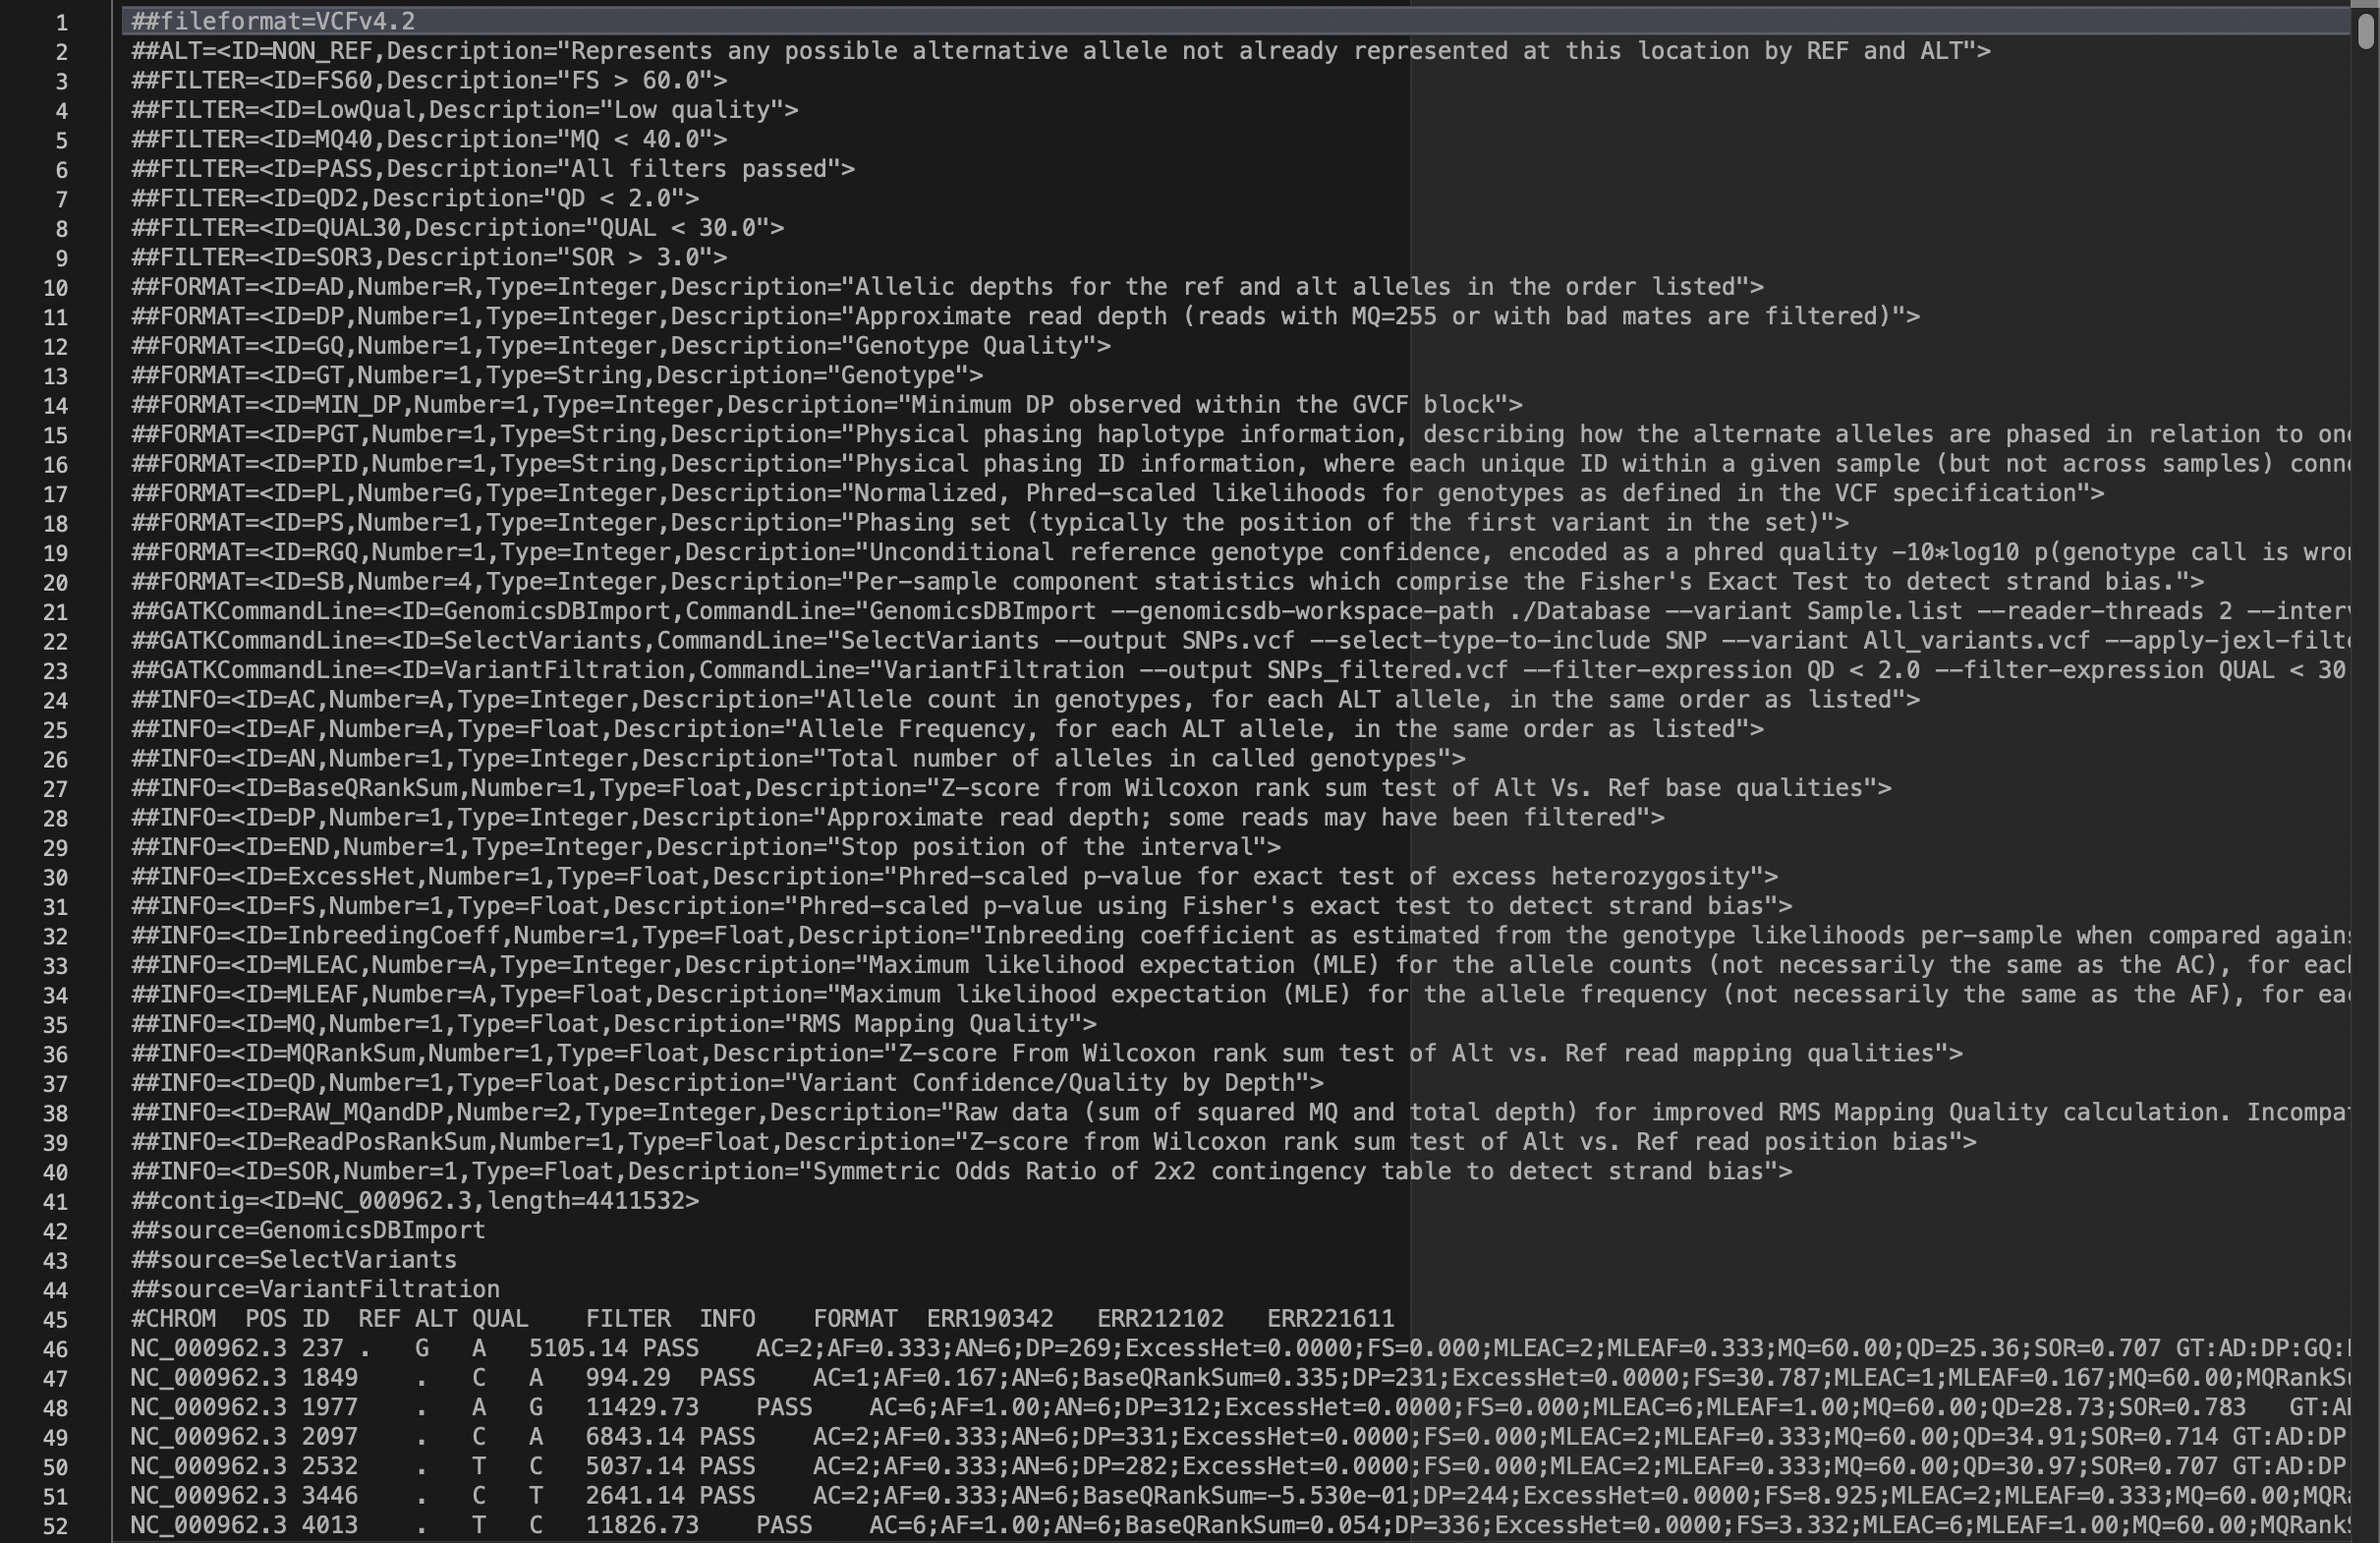 1 ##fileformat=VCFv4.2
2 ##ALT=<ID=NON_REF,Description="Represents any possible alternative allele not already represented at this location by REF and ALT">
3 ##FILTER=<ID=FS60,Description="FS > 60.0">
4 ##FILTER=<ID=LowQual,Description="Low quality">
5 ##FILTER=<ID=MQ40,Description="MQ < 40.0">
6 ##FILTER=<ID=PASS,Description="All filters passed">
7 ##FILTER=<ID=QD2,Description="QD < 2.0">
8 ##FILTER=<ID=QUAL30,Description="QUAL < 30.0">
9 ##FILTER=<ID=SOR3,Description="SOR > 3.0">
10 ##FORMAT=<ID=AD,Number=R,Type=Integer,Description="Allelic depths for the ref and alt alleles in the order listed">
11 ##FORMAT=<ID=DP,Number=1,Type=Integer,Description="Approximate read depth (reads with MQ=255 or with bad mates are filtered)">
12 ##FORMAT=<ID=GQ,Number=1,Type=Integer,Description="Genotype Quality">
13 ##FORMAT=<ID=GT,Number=1,Type=String,Description="Genotype">
14 ##FORMAT=<ID=MIN_DP,Number=1,Type=Integer,Description="Minimum DP observed within the GVCF block">
15 ##FORMAT=<ID=PGT,Number=1,Type=String,Description="Physical phasing haplotype information, describing how the alternate alleles are phased in relation to one
16 ##FORMAT=<ID=PID,Number=1,Type=String,Description="Physical phasing ID information, where each unique ID within a given sample (but not across samples) conne
17 ##FORMAT=<ID=PL,Number=G,Type=Integer,Description="Normalized, Phred-scaled likelihoods for genotypes as defined in the VCF specification">
18 ##FORMAT=<ID=PS,Number=1,Type=Integer,Description="Phasing set (typically the position of the first variant in the set)">
19 ##FORMAT=<ID=RGQ,Number=1,Type=Integer,Description="Unconditional reference genotype confidence, encoded as a phred quality -10*log10 p(genotype call is wron
20 ##FORMAT=<ID=SB,Number=4,Type=Integer,Description="Per-sample component statistics which comprise the Fisher's Exact Test to detect strand bias.">
21 ##GATKCommandLine=<ID=GenomicsDBImport,CommandLine="GenomicsDBImport --genomicsdb-workspace-path ./Database --variant Sample.list --reader-threads 2 --interv
22 ##GATKCommandLine=<ID=SelectVariants,CommandLine="SelectVariants --output SNPs.vcf --select-type-to-include SNP --variant All_variants.vcf --apply-jexl-filte
23 ##GATKCommandLine=<ID=VariantFiltration,CommandLine="VariantFiltration --output SNPs_filtered.vcf --filter-expression QD < 2.0 --filter-expression QUAL < 30
24 ##INFO=<ID=AC,Number=A,Type=Integer,Description="Allele count in genotypes, for each ALT allele, in the same order as listed">
25 ##INFO=<ID=AF,Number=A,Type=Float,Description="Allele Frequency, for each ALT allele, in the same order as listed">
26 ##INFO=<ID=AN,Number=1,Type=Integer,Description="Total number of alleles in called genotypes">
27 ##INFO=<ID=BaseQRankSum,Number=1,Type=Float,Description="Z-score from Wilcoxon rank sum test of Alt Vs. Ref base qualities">
28 ##INFO=<ID=DP,Number=1,Type=Integer,Description="Approximate read depth; some reads may have been filtered">
29 ##INFO=<ID=END,Number=1,Type=Integer,Description="Stop position of the interval">
30 ##INFO=<ID=ExcessHet,Number=1,Type=Float,Description="Phred-scaled p-value for exact test of excess heterozygosity">
31 ##INFO=<ID=FS,Number=1,Type=Float,Description="Phred-scaled p-value using Fisher's exact test to detect strand bias">
32 ##INFO=<ID=InbreedingCoeff,Number=1,Type=Float,Description="Inbreeding coefficient as estimated from the genotype likelihoods per-sample when compared agains
33 ##INFO=<ID=MLEAC,Number=A,Type=Integer,Description="Maximum likelihood expectation (MLE) for the allele counts (not necessarily the same as the AC), for each
34 ##INFO=<ID=MLEAF,Number=A,Type=Float,Description="Maximum likelihood expectation (MLE) for the allele frequency (not necessarily the same as the AF), for eac
35 ##INFO=<ID=MQ,Number=1,Type=Float,Description="RMS Mapping Quality">
36 ##INFO=<ID=MQRankSum,Number=1,Type=Float,Description="Z-score From Wilcoxon rank sum test of Alt vs. Ref read mapping qualities">
37 ##INFO=<ID=QD,Number=1,Type=Float,Description="Variant Confidence/Quality by Depth">
38 ##INFO=<ID=RAW_MQandDP,Number=2,Type=Integer,Description="Raw data (sum of squared MQ and total depth) for improved RMS Mapping Quality calculation. Incompat
39 ##INFO=<ID=ReadPosRankSum,Number=1,Type=Float,Description="Z-score from Wilcoxon rank sum test of Alt vs. Ref read position bias">
40 ##INFO=<ID=SOR,Number=1,Type=Float,Description="Symmetric Odds Ratio of 2x2 contingency table to detect strand bias">
41 ##contig=<ID=NC_000962.3,length=4411532>
42 ##source=GenomicsDBImport
43 ##source=SelectVariants
44 ##source=VariantFiltration
45 #CHROM POS ID REF ALT QUAL FILTER INFO FORMAT ERR190342 ERR212102 ERR221611
46 NC_000962.3 237 . G A 5105.14 PASS AC=2;AF=0.333;AN=6;DP=269;ExcessHet=0.0000;FS=0.000;MLEAC=2;MLEAF=0.333;MQ=60.00;QD=25.36;SOR=0.707 GT:AD:DP:GQ:
47 NC_000962.3 1849 . C A 994.29 PASS AC=1;AF=0.167;AN=6;BaseQRankSum=0.335;DP=231;ExcessHet=0.0000;FS=30.787;MLEAC=1;MLEAF=0.167;MQ=60.00;MQRankSu
48 NC_000962.3 1977 . A G 11429.73 PASS AC=6;AF=1.00;AN=6;DP=312;ExcessHet=0.0000;FS=0.000;MLEAC=6;MLEAF=1.00;MQ=60.00;QD=28.73;SOR=0.783 GT:AD
49 NC_000962.3 2097 . C A 6843.14 PASS AC=2;AF=0.333;AN=6;DP=331;ExcessHet=0.0000;FS=0.000;MLEAC=2;MLEAF=0.333;MQ=60.00;QD=34.91;SOR=0.714 GT:AD:DP
50 NC_000962.3 2532 . T C 5037.14 PASS AC=2;AF=0.333;AN=6;DP=282;ExcessHet=0.0000;FS=0.000;MLEAC=2;MLEAF=0.333;MQ=60.00;QD=30.97;SOR=0.707 GT:AD:DP
51 NC_000962.3 3446 . C T 2641.14 PASS AC=2;AF=0.333;AN=6;BaseQRankSum=-5.530e-01;DP=244;ExcessHet=0.0000;FS=8.925;MLEAC=2;MLEAF=0.333;MQ=60.00;MQRa
52 NC_000962.3 4013 . T C 11826.73 PASS AC=6;AF=1.00;AN=6;BaseQRankSum=0.054;DP=336;ExcessHet=0.0000;FS=3.332;MLEAC=6;MLEAF=1.00;MQ=60.00;MQRankS